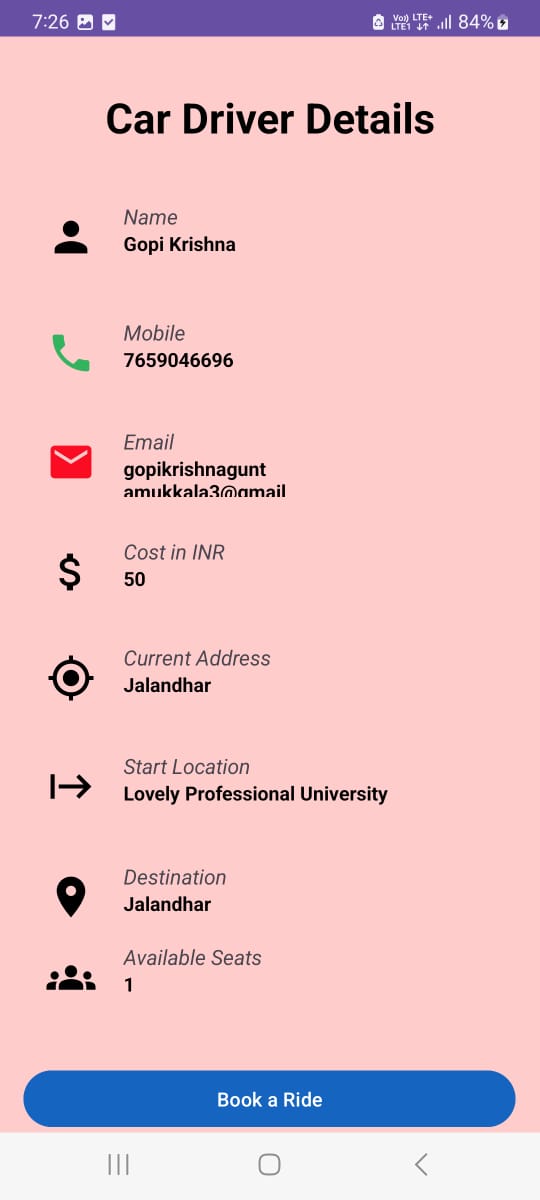 7:26
Vo) LTE+
LTE1
84%
Car Driver Details
Name
Gopi Krishna
Mobile
7659046696
Email
gopikrishnagunt
amukkala3@gmail
Cost in INR
50
Current Address
Jalandhar
Start Location
Lovely Professional University
Destination
Jalandhar
Available Seats
1
Book a Ride